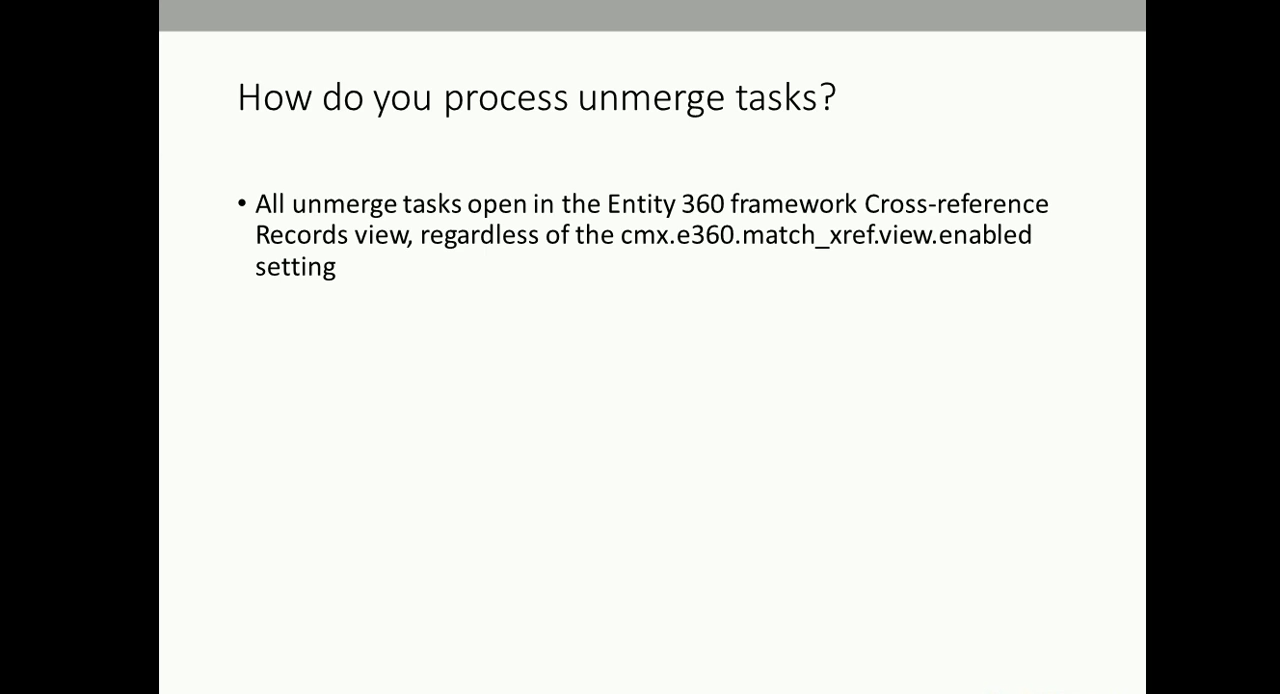 How do you process unmerge tasks?
• All unmerge tasks open in the Entity 360 framework Cross-reference
Records view, regardless of the cmx.e360.match_xref.view.enabled
setting